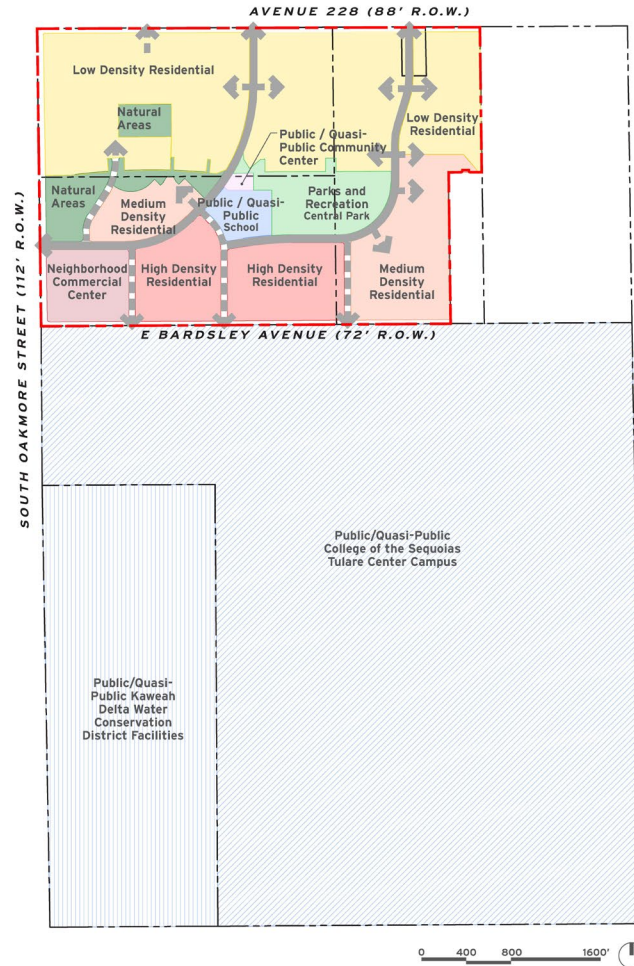 AVENUE 228 (88' R.O.W.)
Low Density Residential
Natural
Areas
Public / Quasi-
Public Community
Center
Low Density
Residential
Natural
Areas
Medium
Density
Residential
Public / Quasi-
Public
School
Parks and
Recreation
Central Park
Neighborhood
Commercial
Center
High Density
Residential
High Density
Residential
Medium
Density
Residential
E BARDSLEY AVENUE (72' R.O.W.)
SOUTH OAKMORE STREET (112' R.O.W.)
Public/Quasi-Public
College of the Sequoias
Tulare Center Campus
Public/Quasi-
Public Kaweah
Delta Water
Conservation
District Facilities
0 400 800 1600'